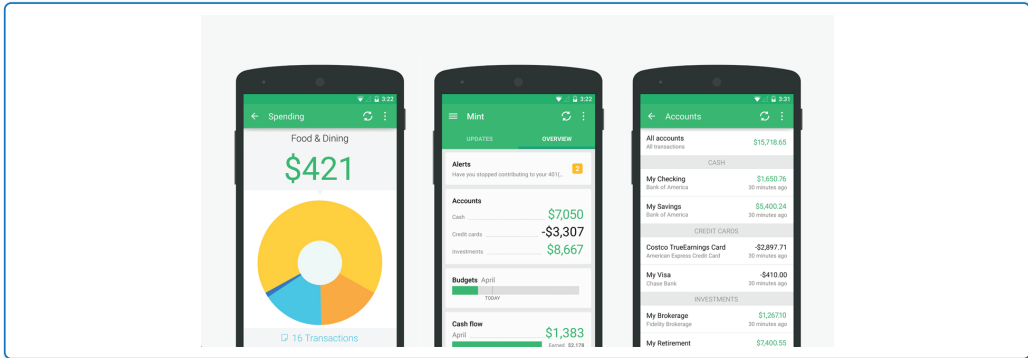 3:22
Spending
Food & Dining
$421
16 Transactions
3:22
Mint
UPDATES
OVERVIEW
Alerts
Have you stopped contributing to your 401(...
2
Accounts
Cash $7,050
Credit cards -$3,307
Investments $8,667
Budgets April
TODAY
Cash flow
April $1,383
Earned $2,178
3:31
Accounts
All accounts
All transactions
$15,718.65
CASH
My Checking $1,650.76
Bank of America 30 minutes ago
My Savings $5,400.24
Bank of America 30 minutes ago
CREDIT CARDS
Costco TrueEarnings Card -$2,897.71
American Express Credit Card 30 minutes ago
My Visa -$410.00
Chase Bank 30 minutes ago
INVESTMENTS
My Brokerage $1,267.10
Fidelity Brokerage 30 minutes ago
My Retirement $7,400.55